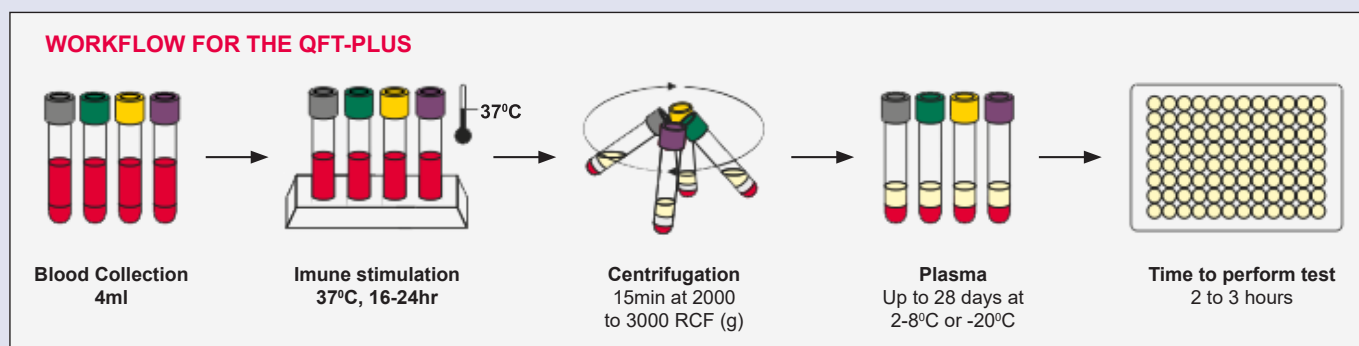 WORKFLOW FOR THE QFT-PLUS
37⁰C
Blood Collection
4ml
Imune stimulation
37⁰C, 16-24hr
Centrifugation
15min at 2000
to 3000 RCF (g)
Plasma
Up to 28 days at
2-8⁰C or -20⁰C
Time to perform test
2 to 3 hours